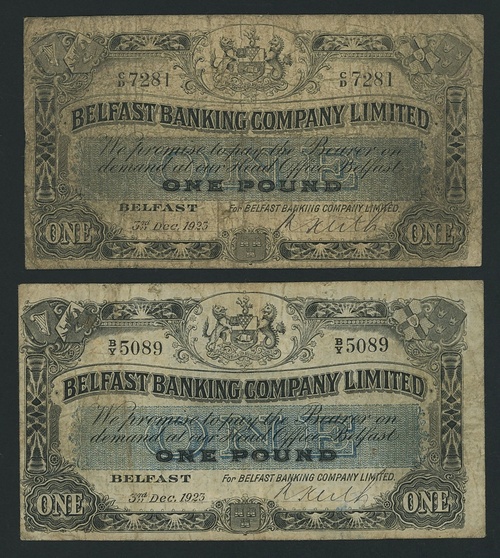 C/D 7281 C/D 7281
BELFAST BANKING COMPANY LIMITED
We promise to pay the Bearer on
demand at our Head Office, Belfast
ONE
ONE POUND
BELFAST For BELFAST BANKING COMPANY LIMITED.
3RD Dec. 1923
ONE ONE
B/Y 5089 B/Y 5089
BELFAST BANKING COMPANY LIMITED
We promise to pay the Bearer on
demand at our Head Office, Belfast
ONE
ONE POUND
BELFAST For BELFAST BANKING COMPANY LIMITED.
3RD Dec. 1923
ONE ONE